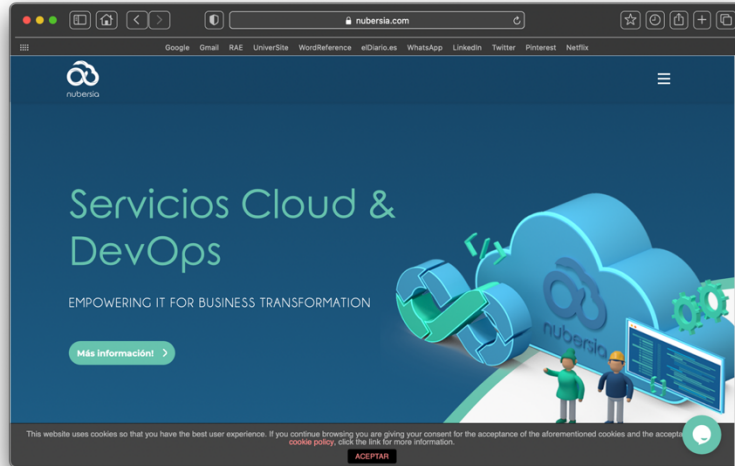 nubersia.com
Google Gmail RAE UniverSite WordReference elDiario.es WhatsApp Linkedin Twitter Pinterest Netflix
nubersia
Servicios Cloud &
DevOps
EMPOWERING IT FOR BUSINESS TRANSFORMATION
Más información!
</>
nubersia
{}
This website uses cookies so that you have the best user experience. If you continue browsing you are giving your consent for the acceptance of the aforementioned cookies and the accepta
cookie policy, click the link for more information.
ACEPTAR